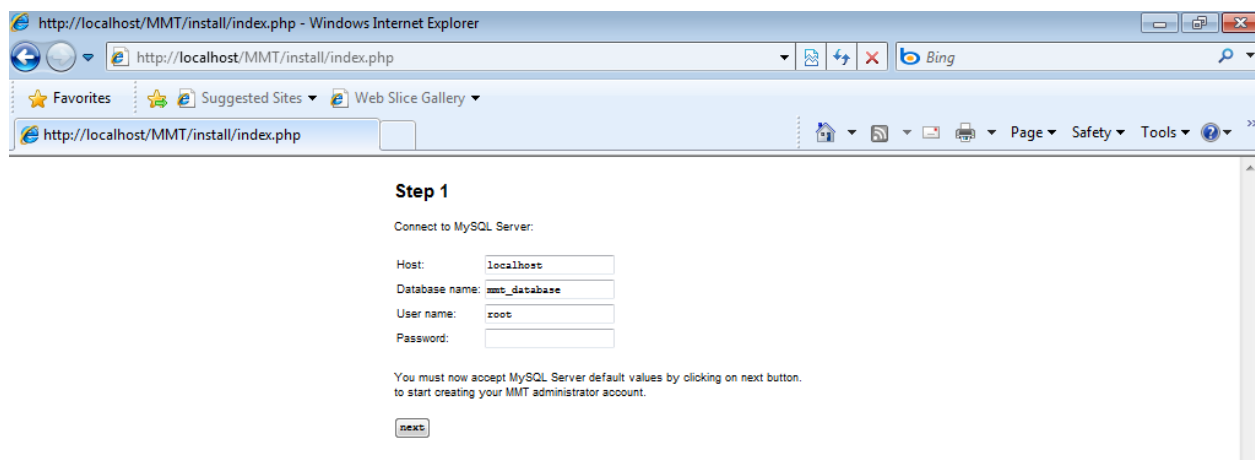 http://localhost/MMT/install/index.php - Windows Internet Explorer
http://localhost/MMT/install/index.php
Bing
Favorites Suggested Sites Web Slice Gallery
http://localhost/MMT/install/index.php
Page Safety Tools
Step 1
Connect to MySQL Server:
Host: localhost
Database name: mmt_database
User name: root
Password:
You must now accept MySQL Server default values by clicking on next button.
to start creating your MMT administrator account.
next